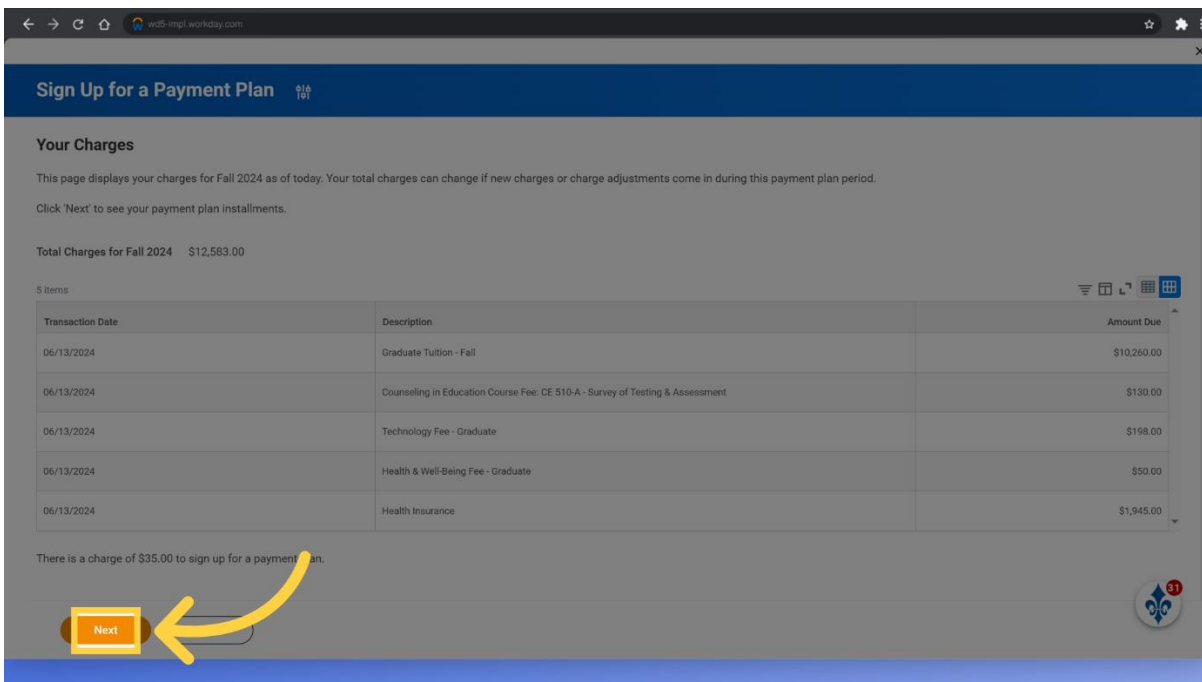 wd5-impl.workday.com
Sign Up for a Payment Plan
Your Charges
This page displays your charges for Fall 2024 as of today. Your total charges can change if new charges or charge adjustments come in during this payment plan period.
Click 'Next' to see your payment plan installments.
Total Charges for Fall 2024 $12,583.00
5 items
Transaction Date Description Amount Due
06/13/2024 Graduate Tuition - Fall $10,260.00
06/13/2024 Counseling in Education Course Fee: CE 510-A - Survey of Testing & Assessment $130.00
06/13/2024 Technology Fee - Graduate $198.00
06/13/2024 Health & Well-Being Fee - Graduate $50.00
06/13/2024 Health Insurance $1,945.00
There is a charge of $35.00 to sign up for a payment an.
31
Next